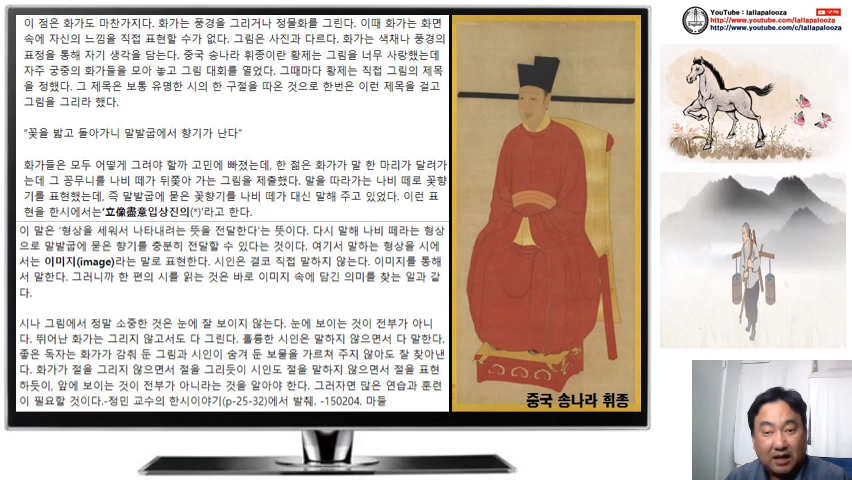 이 점은 화가도 마찬가지다. 화가는 풍경을 그리거나 정물화를 그린다. 이때 화가는 화면
속에 자신의 느낌을 직접 표현할 수가 없다. 그림은 사진과 다르다. 화가는 색채나 풍경의
표정을 통해 자기 생각을 담는다. 중국 송나라 휘종이란 황제는 그림을 너무 사랑했는데
자주 궁중의 화가들을 모아 놓고 그림 대회를 열었다. 그때마다 황제는 직접 그림의 제목
을 정했다. 그 제목은 보통 유명한 시의 한 구절을 따온 것으로 한번은 이런 제목을 걸고
그림을 그리라 했다.
"꽃을 밟고 돌아가니 말발굽에서 향기가 난다"
화가들은 모두 어떻게 그려야 할까 고민에 빠졌는데, 한 젊은 화가가 말 한 마리가 달려가
는데 그 꽁무니를 나비 떼가 뒤쫓아 가는 그림을 제출했다. 말을 따라가는 나비 떼로 꽃향
기를 표현했는데, 즉 말발굽에 묻은 꽃향기를 나비 떼가 대신 말해 주고 있었다. 이런 표
현을 한시에서는'立像盡意입상진의(*)'라고 한다.
이 말은 '형상을 세워서 나타내려는 뜻을 전달한다'는 뜻이다. 다시 말해 나비 떼라는 형상
으로 말발굽에 묻은 향기를 충분히 전달할 수 있다는 것이다. 여기서 말하는 형상을 시에
서는 이미지(image)라는 말로 표현한다. 시인은 결코 직접 말하지 않는다. 이미지를 통해
서 말한다. 그러니까 한 편의 시를 읽는 것은 바로 이미지 속에 담긴 의미를 찾는 일과 같
다.
시나 그림에서 정말 소중한 것은 눈에 잘 보이지 않는다. 눈에 보이는 것이 전부가 아니
다. 뛰어난 화가는 그리지 않고서도 다 그린다. 훌륭한 시인은 말하지 않으면서 다 말한다.
좋은 독자는 화가가 감춰 둔 그림과 시인이 숨겨 둔 보물을 가르쳐 주지 않아도 잘 찾아낸
다. 화가가 절을 그리지 않으면서 절을 그리듯이 시인도 절을 말하지 않으면서 절을 표현
하듯이, 앞에 보이는 것이 전부가 아니라는 것을 알아야 한다. 그러자면 많은 연습과 훈련
이 필요할 것이다.-정민 교수의 한시이야기(p-25-32)에서 발췌. -150204. 마들
중국 송나라 휘종
YouTube : lallapalooza
http://www.youtube.com/lallapalooza
http://www.youtube.com/c/lallapalooza